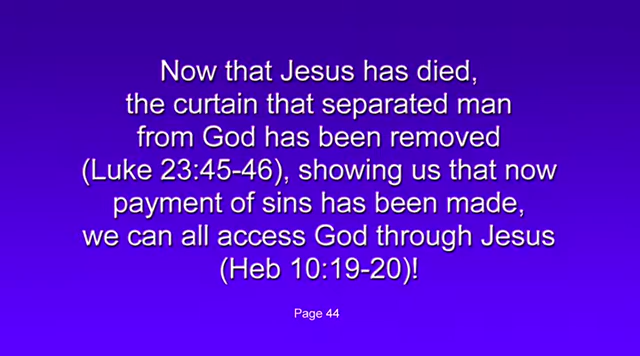 Now that Jesus has died,
the curtain that separated man
from God has been removed
(Luke 23:45-46), showing us that now
payment of sins has been made,
we can all access God through Jesus
(Heb 10:19-20)!
Page 44